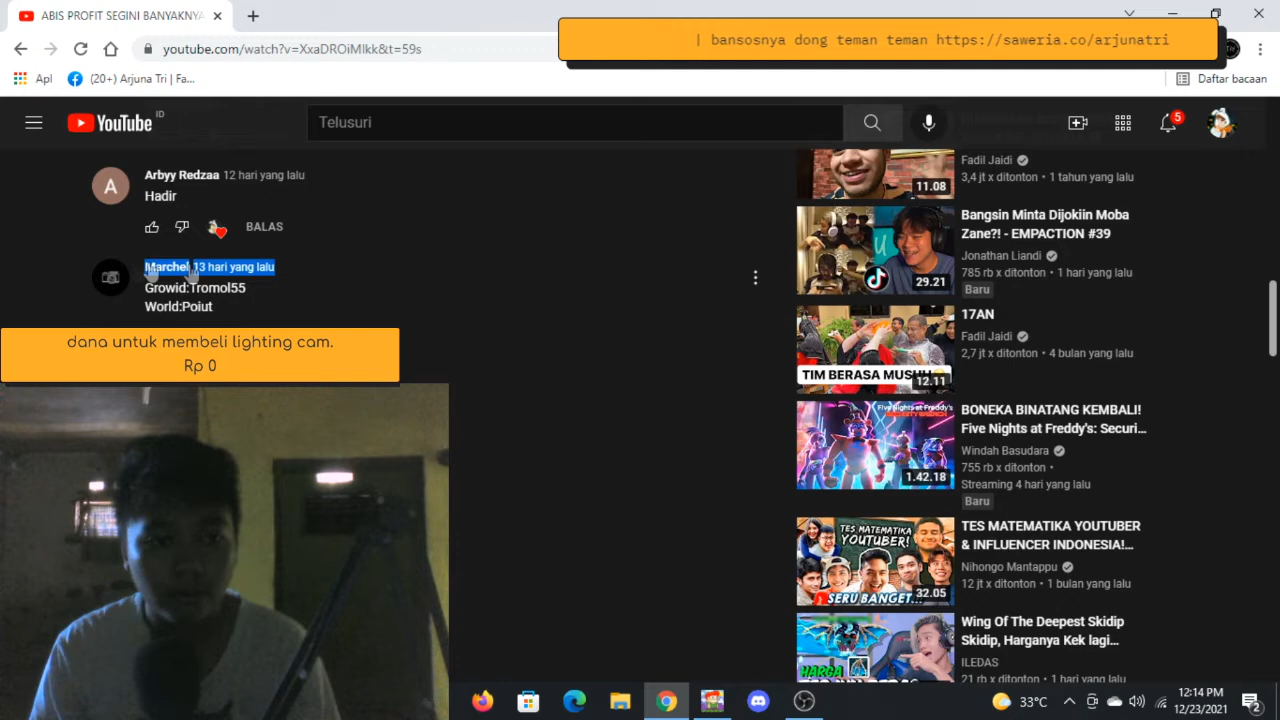 ABIS PROFIT SEGINI BANYAKNYA
youtube.com/watch?v=XxaDROiMIkk&t=59s
| bansosnya dong teman teman https://saweria.co/arjunatri
Apl
(20+) Arjuna Tri | Fa...
Daftar bacaan
YouTube ID
Telusuri
5
Arbyy Redzaa 12 hari yang lalu
Hadir
BALAS
A
Marchel 13 hari yang lalu
Growid:Tromol55
World:Poiut
dana untuk membeli lighting cam.
Rp 0
11.08
Fadil Jaidi
3,4 jt x ditonton • 1 tahun yang lalu
29.21
Bangsin Minta Dijokiin Moba
Zane?! - EMPACTION #39
Jonathan Liandi
785 rb x ditonton • 1 hari yang lalu
Baru
TIM BERASA MUSUH
12.11
17AN
Fadil Jaidi
2,7 jt x ditonton • 4 bulan yang lalu
Five Nights at Freddy's
1.42.18
BONEKA BINATANG KEMBALI!
Five Nights at Freddy's: Securi...
Windah Basudara
755 rb x ditonton •
Streaming 4 hari yang lalu
Baru
TES MATEMATIKA
YOUTUBER!
SERU BANGET
32.05
TES MATEMATIKA YOUTUBER
& INFLUENCER INDONESIA!...
Nihongo Mantappu
12 jt x ditonton • 1 bulan yang lalu
HARGA
Wing Of The Deepest Skidip
Skidip, Harganya Kek lagi...
ILEDAS
21 rb x ditonton • 1 hari yang lalu
33°C
12:14 PM
12/23/2021
2